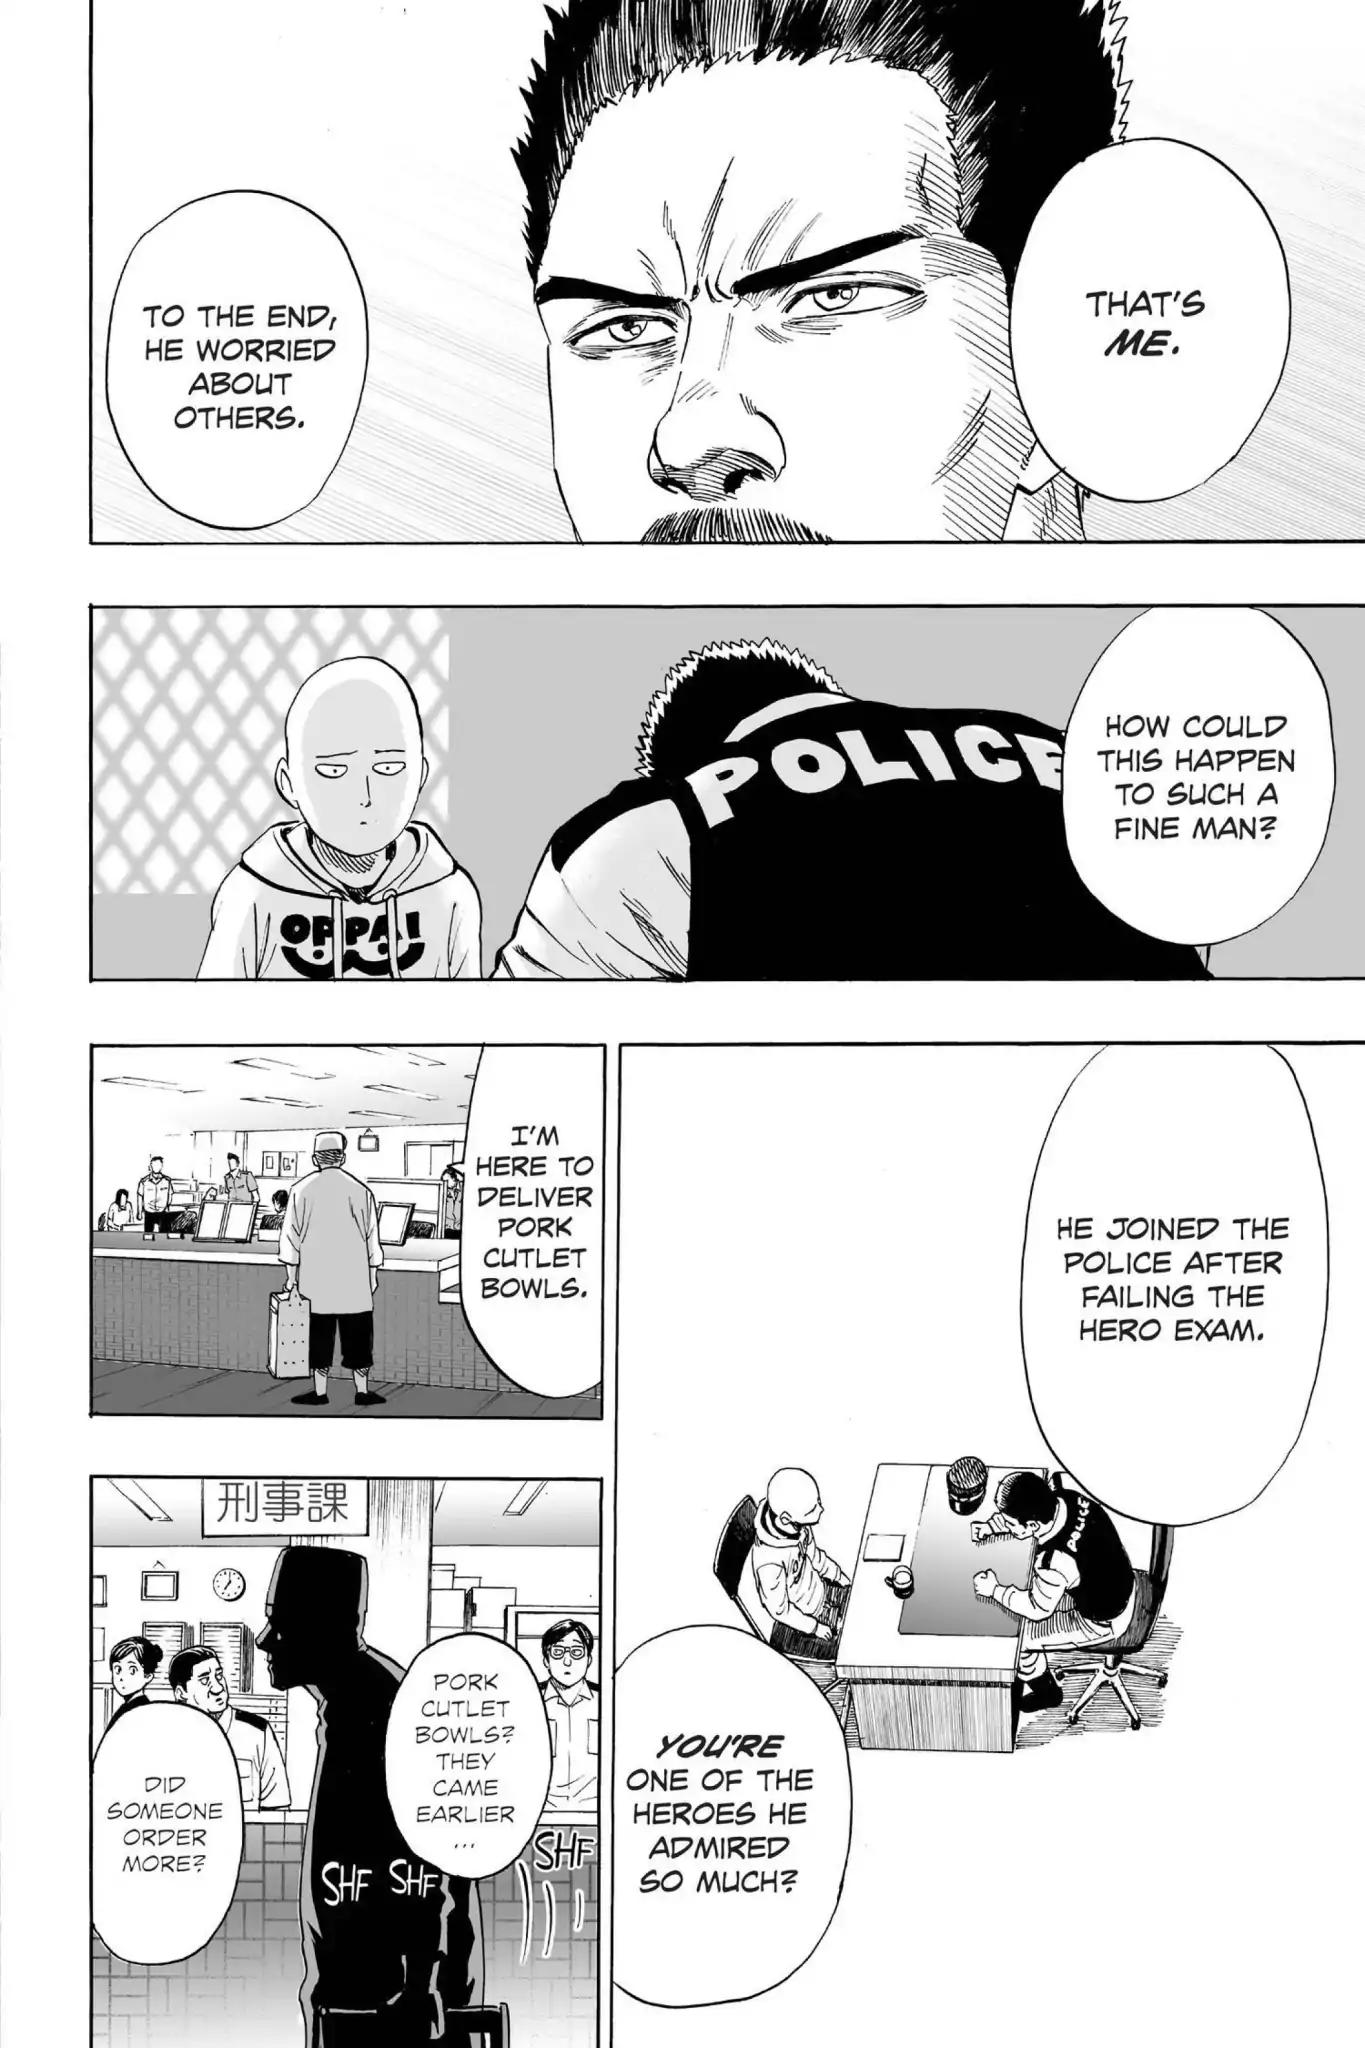 THAT'S
ME.
TO THE END,
HE WORRIED
ABOUT
OTHERS.
HOW COULD
THIS HAPPEN
TO SUCH A
FINE MAN?
POLICE
OPPAI
HE JOINED THE
POLICE AFTER
FAILING THE
HERO EXAM.
POLICE
YOU'RE
ONE OF THE
HEROES HE
ADMIRED
SO MUCH?
I'M
HERE TO
DELIVER
PORK
CUTLET
BOWLS.
刑事課
PORK
CUTLET
BOWLS?
THEY
CAME
EARLIER
...
DID
SOMEONE
ORDER
MORE?
SHF
SHF
SHF